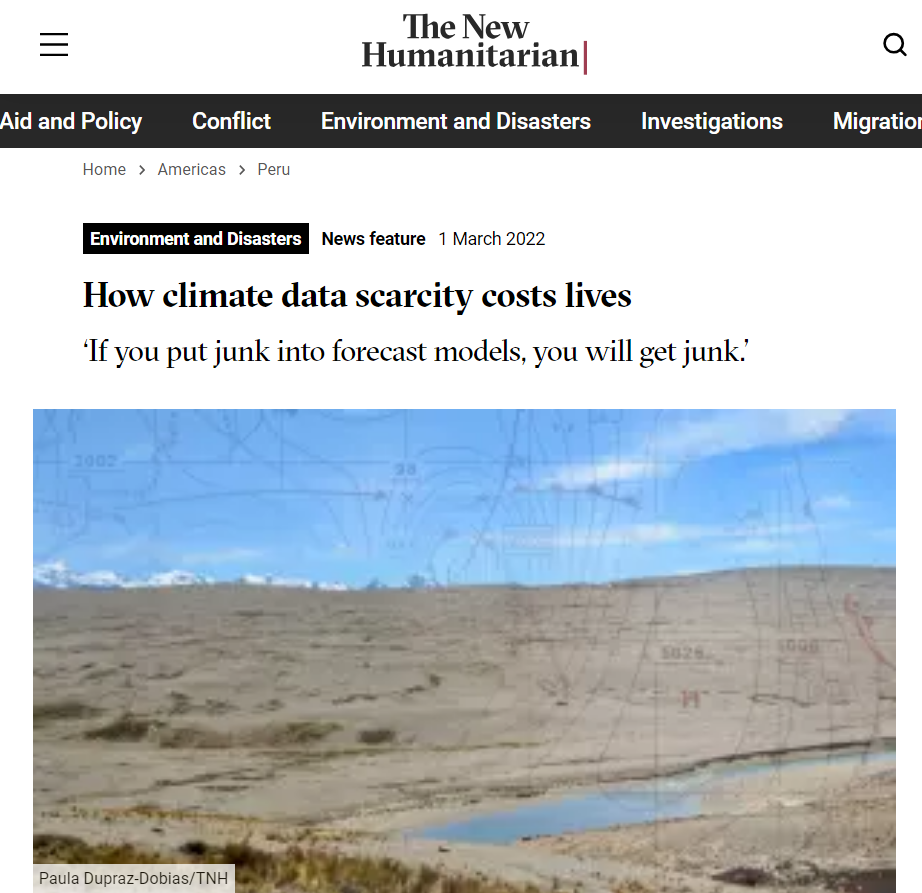 The New
Humanitarian
Aid and Policy Conflict Environment and Disasters Investigations Migration
Home > Americas > Peru
Environment and Disasters News feature 1 March 2022
How climate data scarcity costs lives
‘If you put junk into forecast models, you will get junk.’
H
Paula Dupraz-Dobias/TNH